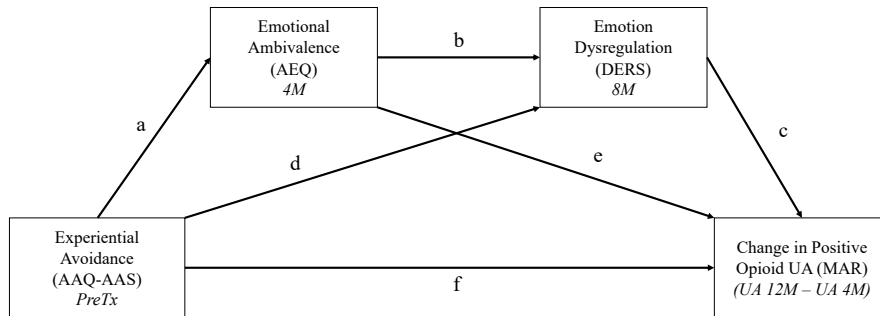 Emotional
Ambivalence
(AEQ)
4M
b
Emotion
Dysregulation
(DERS)
8M
a
c
d
e
Experiential
Avoidance
(AAQ-AAS)
PreTx
f
Change in Positive
Opioid UA (MAR)
(UA 12M – UA 4M)